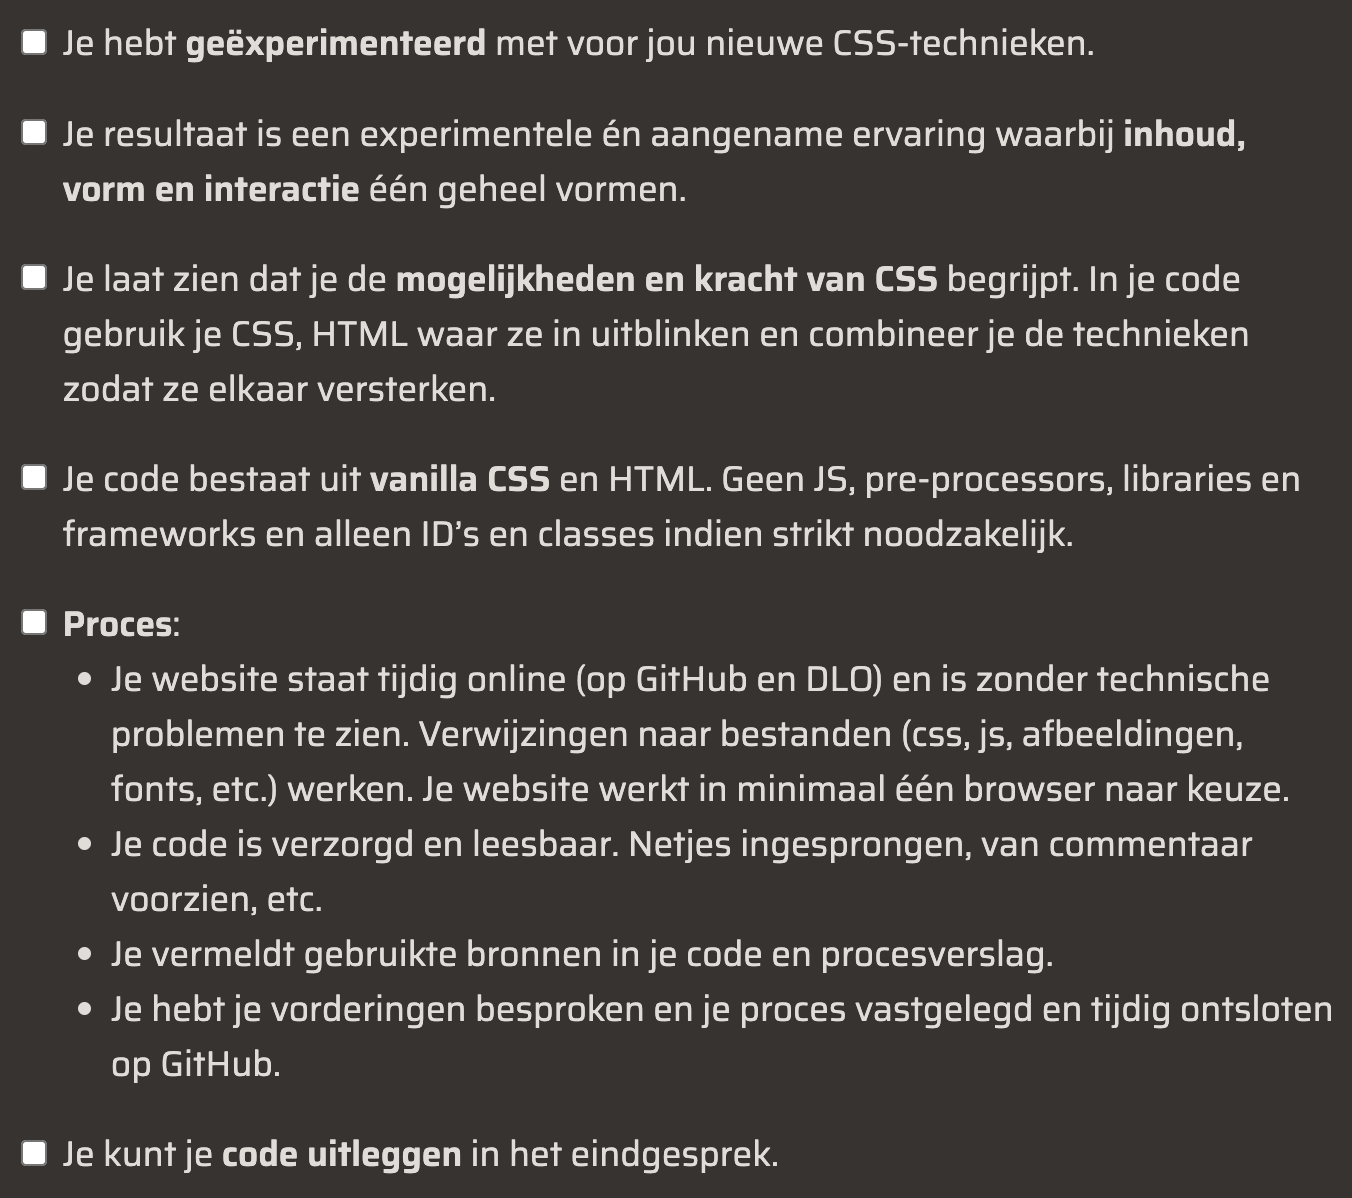 Je hebt geëxperimenteerd met voor jou nieuwe CSS-technieken.
Je resultaat is een experimentele én aangename ervaring waarbij inhoud,
vorm en interactie één geheel vormen.
Je laat zien dat je de mogelijkheden en kracht van CSS begrijpt. In je code
gebruik je CSS, HTML waar ze in uitblinken en combineer je de technieken
zodat ze elkaar versterken.
Je code bestaat uit vanilla CSS en HTML. Geen JS, pre-processors, libraries en
frameworks en alleen ID’s en classes indien strikt noodzakelijk.
Proces:
• Je website staat tijdig online (op GitHub en DLO) en is zonder technische
problemen te zien. Verwijzingen naar bestanden (css, js, afbeeldingen,
fonts, etc.) werken. Je website werkt in minimaal één browser naar keuze.
• Je code is verzorgd en leesbaar. Netjes ingesprongen, van commentaar
voorzien, etc.
• Je vermeldt gebruikte bronnen in je code en procesverslag.
• Je hebt je vorderingen besproken en je proces vastgelegd en tijdig ontsloten
op GitHub.
Je kunt je code uitleggen in het eindgesprek.